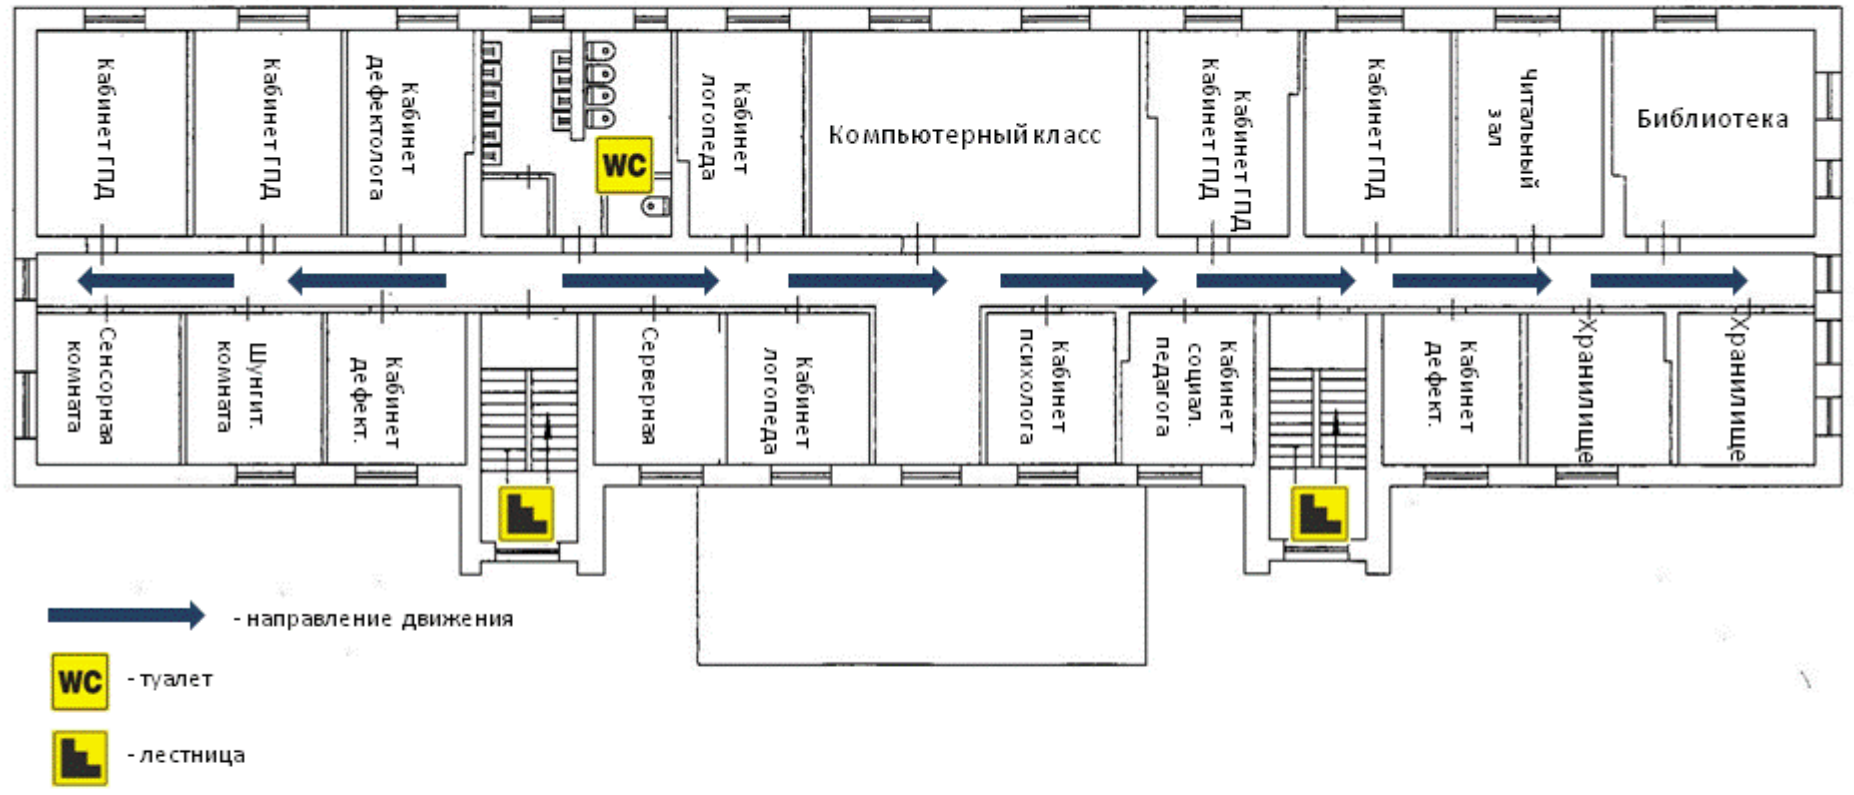 Кабинет ГПД
Кабинет ГПД
Кабинет
дефектолога
WC
Кабинет
логопеда
Компьютерный класс
Кабинет ГПД
Кабинет ГПД
Кабинет ГПД
Читальный
зал
Библиотека
Сенсорная
комната
Шунгит.
комната
Кабинет
дефект.
Серверная
Кабинет
логопеда
Кабинет
психолога
Кабинет
социал.
педагога
Кабинет
дефект.
Хранилище
Хранилище
- направление движения
WC
- туалет
- лестница